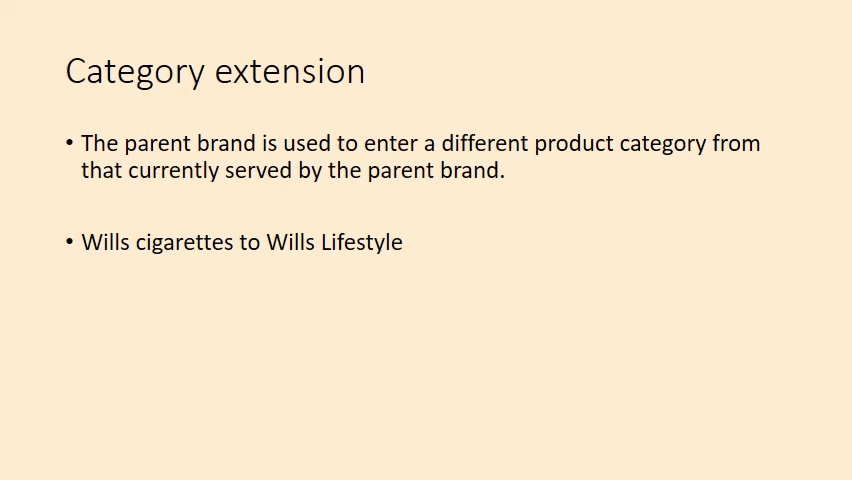 Category extension
• The parent brand is used to enter a different product category from
that currently served by the parent brand.
• Wills cigarettes to Wills Lifestyle